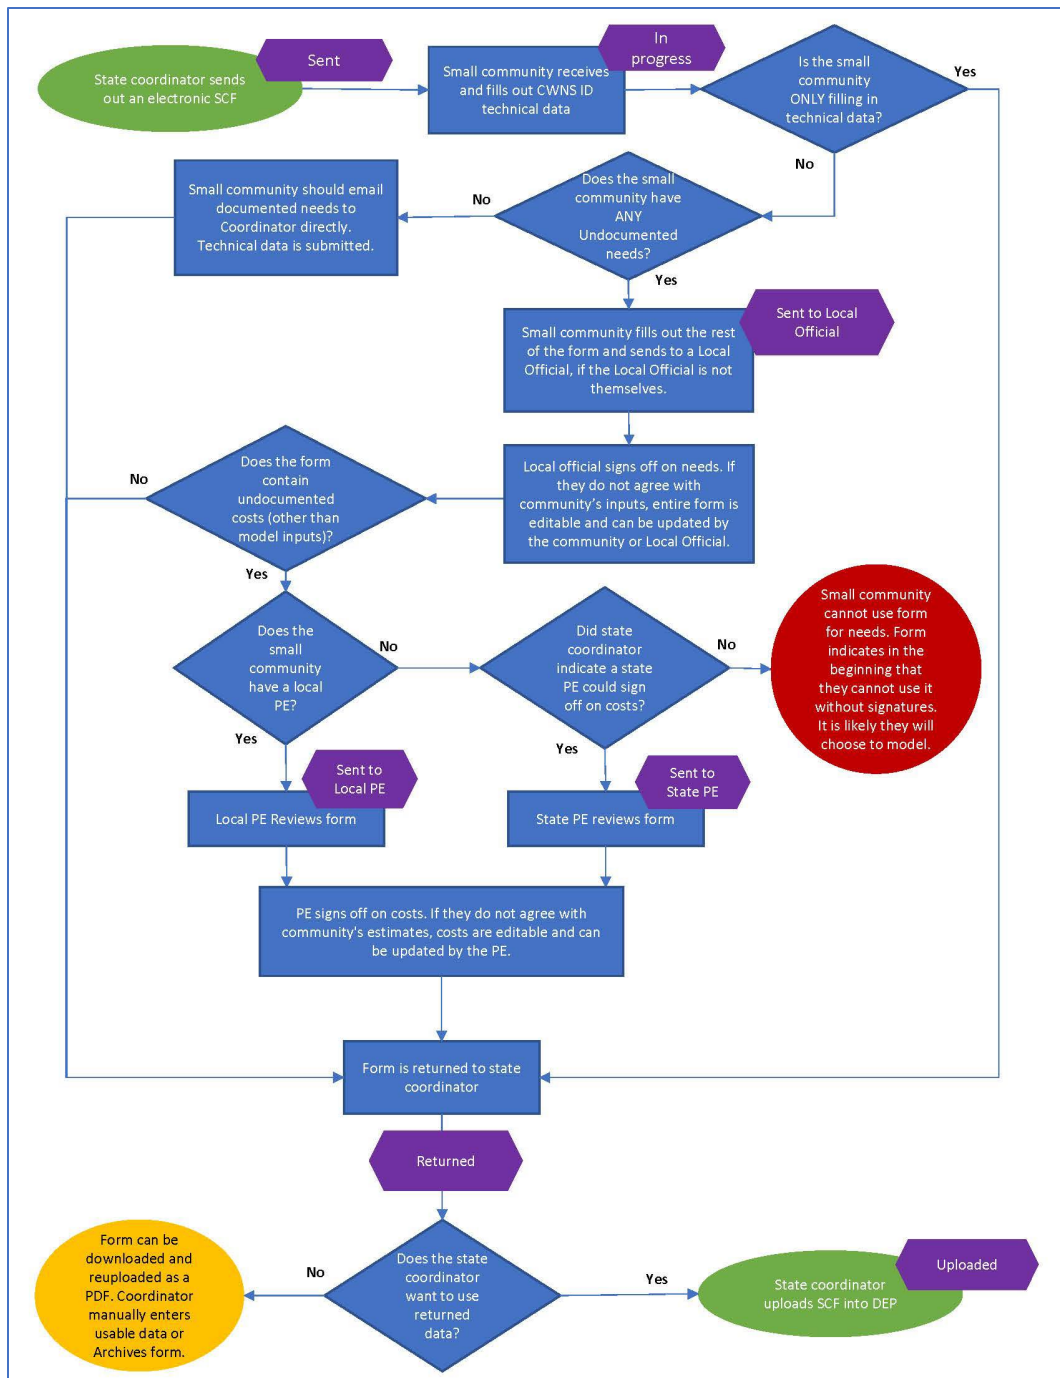 Sent
In
progress
State coordinator sends
out an electronic SCF
Small community receives
and fills out CWNS ID
technical data
Is the small
community
ONLY filling in
technical data?
Yes
No
Does the small
community have
ANY
Undocumented
needs?
No
Small community should email
documented needs to
Coordinator directly.
Technical data is submitted.
Yes
Sent to Local
Official
Small community fills out the rest
of the form and sends to a Local
Official, if the Local Official is not
themselves.
Local official signs off on needs. If
they do not agree with
community's inputs, entire form is
editable and can be updated by
the community or Local Official.
Does the form
contain
undocumented
costs (other than
model inputs)?
No
Yes
Does the
small
community
have a local
PE?
No
Did state
coordinator
indicate a state
PE could sign
off on costs?
No
Small community
cannot use form
for needs. Form
indicates in the
beginning that
they cannot use it
without signatures.
It is likely they will
choose to model.
Yes
Yes
Sent to
Local PE
Sent to
State PE
Local PE Reviews form
State PE reviews form
PE signs off on costs. If they do not agree with
community's estimates, costs are editable and can
be updated by the PE.
Form is returned to state
coordinator
Returned
Does the state
coordinator
want to use
returned
data?
No
Form can be
downloaded and
reuploaded as a
PDF. Coordinator
manually enters
usable data or
Archives form.
Yes
Uploaded
State coordinator
uploads SCF into DEP